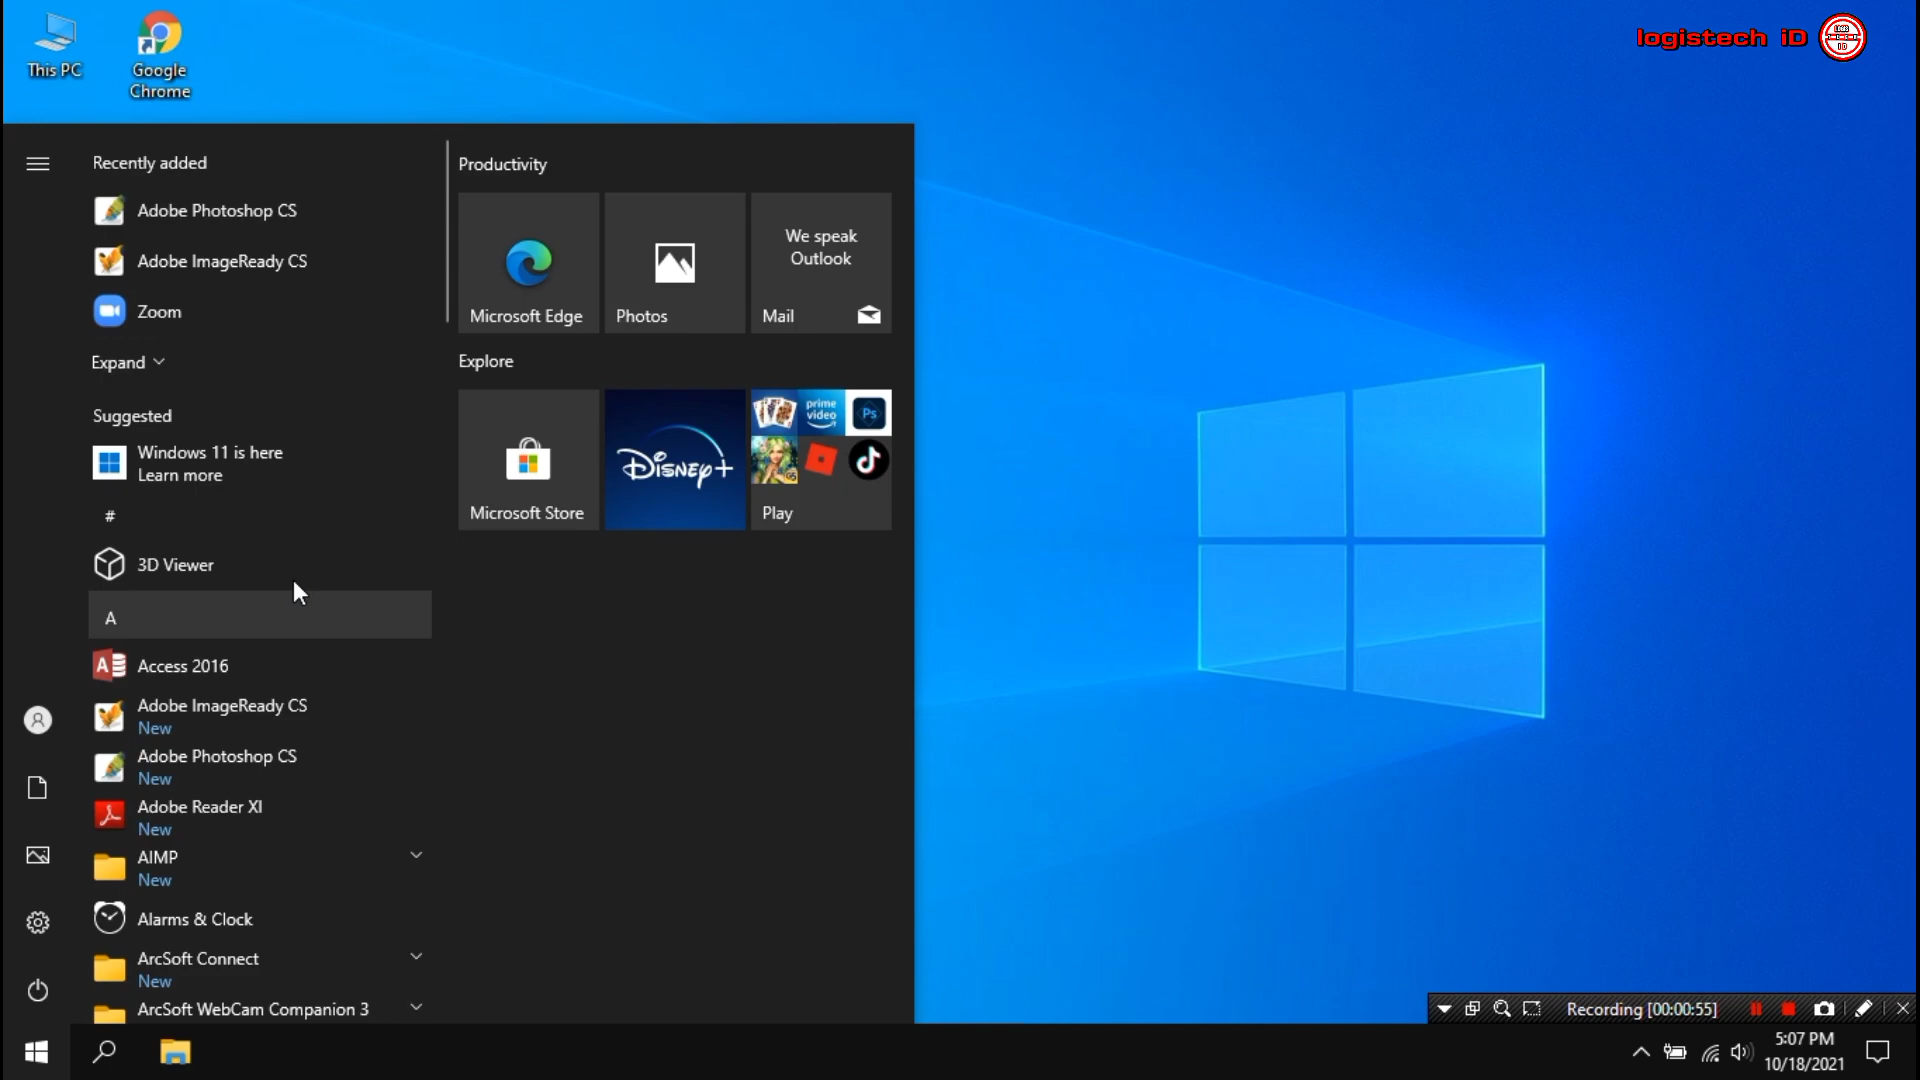 This PC
Google
Chrome
logistech iD
Recently added
Adobe Photoshop CS
Adobe ImageReady CS
Zoom
Expand
Suggested
Windows 11 is here
Learn more
#
3D Viewer
A
Access 2016
Adobe ImageReady CS
New
Adobe Photoshop CS
New
Adobe Reader XI
New
AIMP
New
Alarms & Clock
ArcSoft Connect
New
ArcSoft WebCam Companion 3
Productivity
Microsoft Edge
Photos
We speak
Outlook
Mail
Explore
Microsoft Store
Disney+
prime
video
Ps
Play
Recording [00:00:55]
5:07 PM
10/18/2021